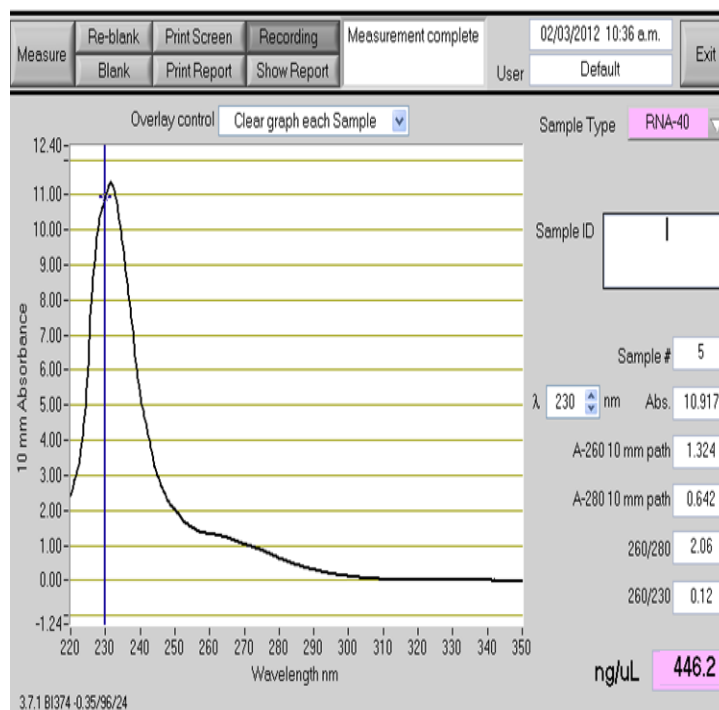 Measure
Re-blank Print Screen Recording
Blank Print Report Show Report
Measurement complete
02/03/2012 10:36 a.m.
User Default
Exit
Overlay control Clear graph each Sample
Sample Type RNA-40
12.40
11.00
10.00
9.00
8.00
7.00
6.00
5.00
4.00
3.00
2.00
1.00
0.00
-1.24
10 mm Absorbance
220 230 240 250 260 270 280 290 300 310 320 330 340 350
Wavelength nm
Sample ID
Sample # 5
λ 230 nm Abs. 10.917
A-260 10 mm path 1.324
A-280 10 mm path 0.642
260/280 2.06
260/230 0.12
ng/uL 446.2
3.7.1 BI374 -0.35/96/24